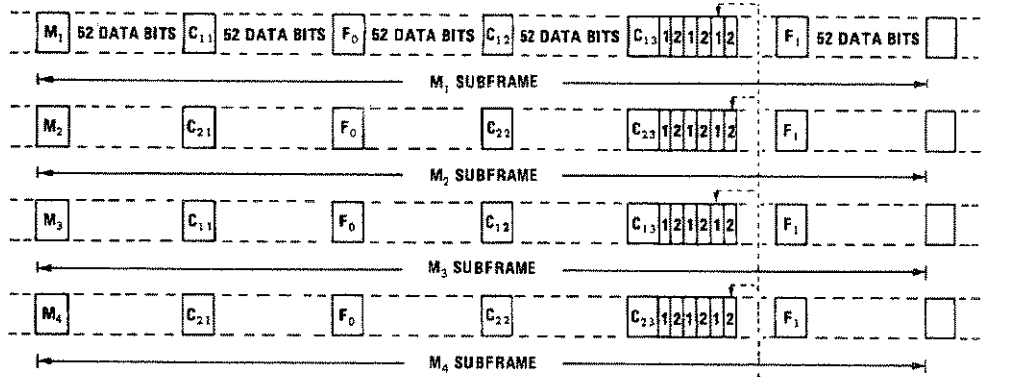 M₁ 52 DATA BITS C₁₁ 52 DATA BITS F₀ 52 DATA BITS C₁₂ 52 DATA BITS C₁₃ 1 2 1 2 1 2 F₁ 52 DATA BITS
M₁ SUBFRAME
M₂ C₂₁ F₀ C₂₂ C₂₃ 1 2 1 2 1 2 F₁
M₂ SUBFRAME
M₃ C₁₁ F₀ C₁₂ C₁₃ 1 2 1 2 1 2 F₁
M₃ SUBFRAME
M₄ C₂₁ F₀ C₂₂ C₂₃ 1 2 1 2 1 2 F₁
M₄ SUBFRAME